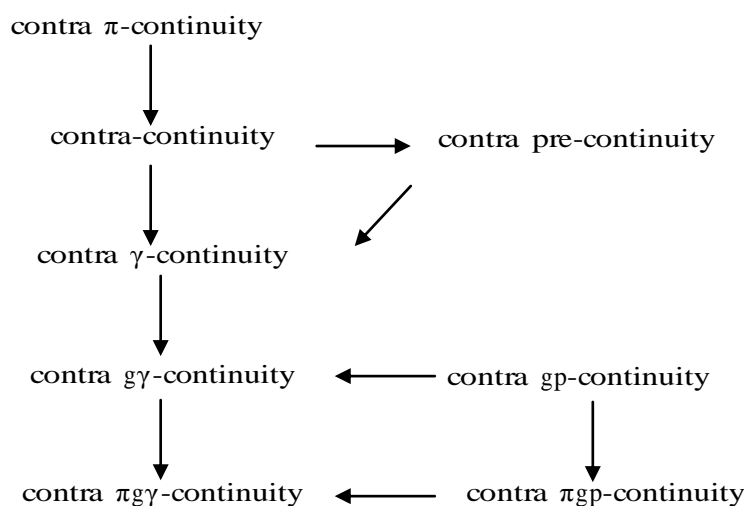 contra π-continuity
contra-continuity
contra pre-continuity
contra γ-continuity
contra gγ-continuity
contra gp-continuity
contra πgγ-continuity
contra πgp-continuity